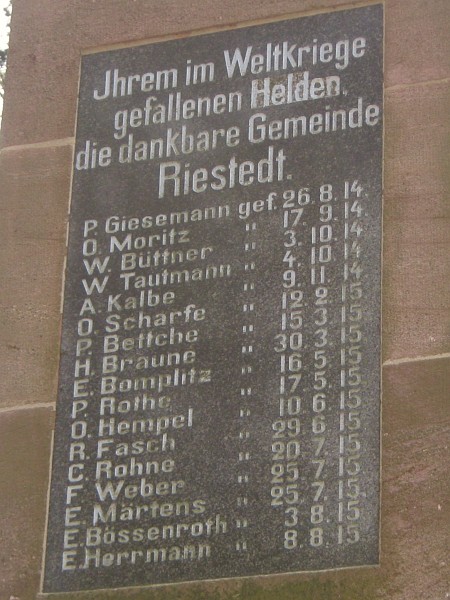 Jhrem im Weltkriege
gefallenen Helden.
die dankbare Gemeinde
Riestedt.
P. Giesemann gef. 26. 8. 14.
O. Moritz " 17. 9. 14.
W. Büttner " 3. 10. 14
W. Tautmann " 4. 10. 14
A. Kalbe " 9. 11. 14
O. Scharfe " 12. 2. 15.
P. Bettche " 15. 3. 15.
H. Braune " 30. 3. 15.
E. Bomplitz " 16. 5. 15
P. Rothe " 17. 5. 15.
O. Hempel " 10. 6. 15
R. Fasch " 29. 6. 15.
C. Rohne " 20. 7. 15.
F. Weber " 25. 7. 15
E. Märtens " 25. 7. 15.
E. Bössenroth " 3. 8. 15.
E. Herrmann " 8. 8. 15.